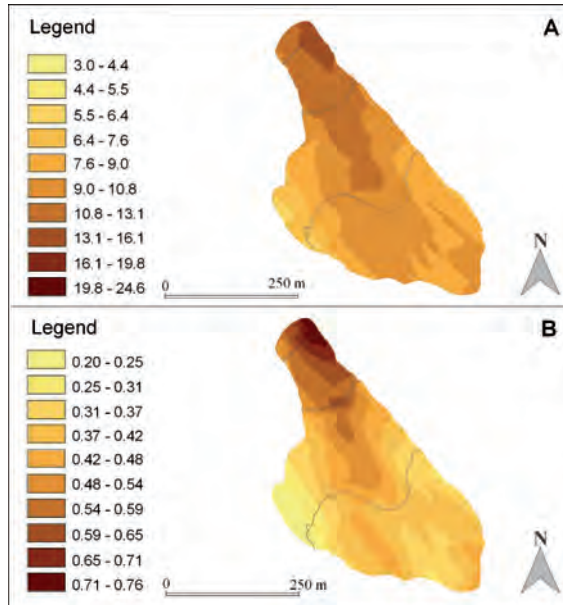 Legend
A
3.0 - 4.4
4.4 - 5.5
5.5 - 6.4
6.4 - 7.6
7.6 - 9.0
9.0 - 10.8
10.8 - 13.1
13.1 - 16.1
16.1 - 19.8
19.8 - 24.6
0 250 m
N
Legend
B
0.20 - 0.25
0.25 - 0.31
0.31 - 0.37
0.37 - 0.42
0.42 - 0.48
0.48 - 0.54
0.54 - 0.59
0.59 - 0.65
0.65 - 0.71
0.71 - 0.76
0 250 m
N